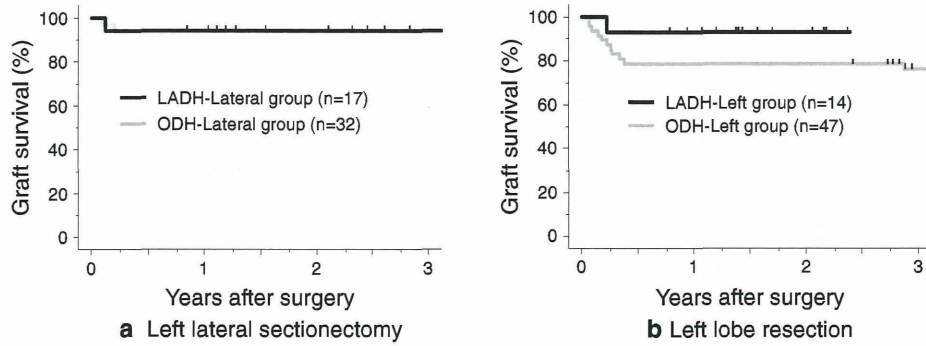 Graft survival (%)
100
80
60
40
20
0
LADH-Lateral group (n=17)
ODH-Lateral group (n=32)
0 1 2 3
Years after surgery
a Left lateral sectionectomy
Graft survival (%)
100
80
60
40
20
0
LADH-Left group (n=14)
ODH-Left group (n=47)
0 1 2 3
Years after surgery
b Left lobe resection